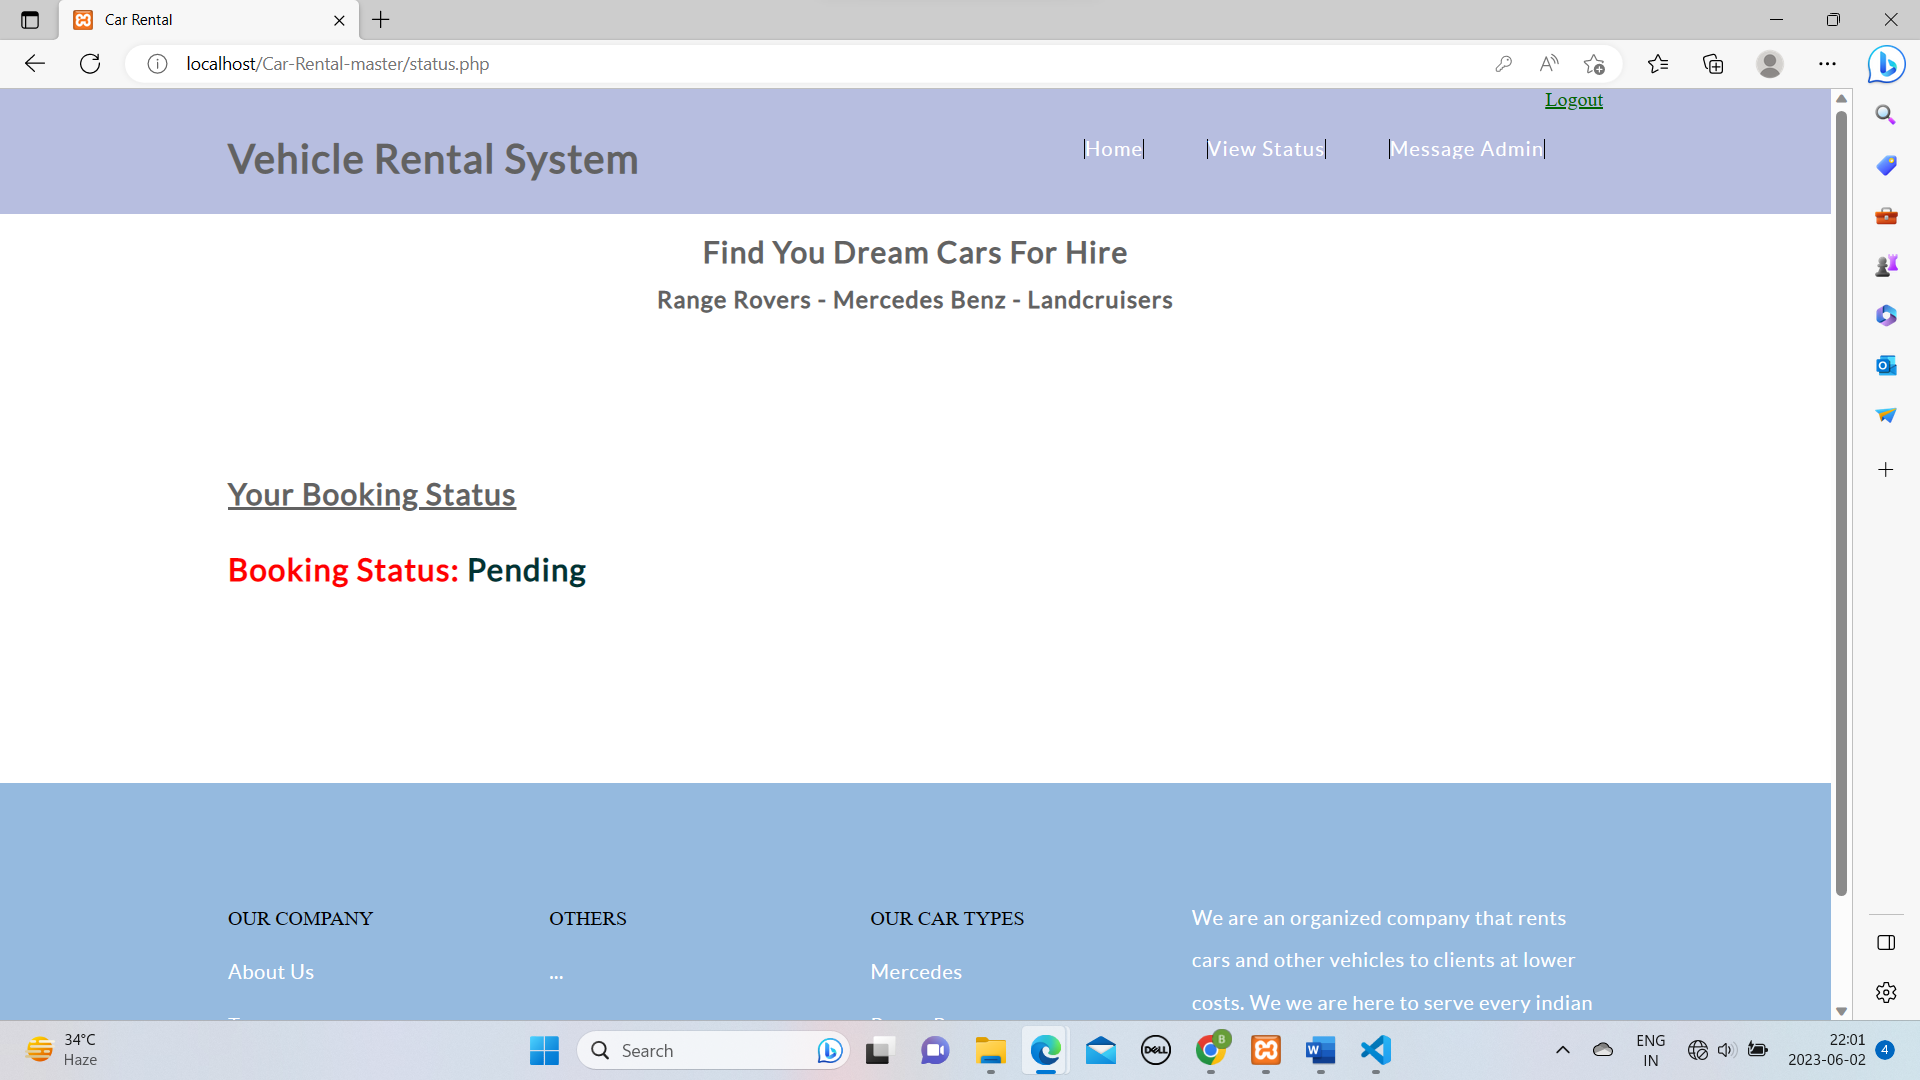 Car Rental
localhost/Car-Rental-master/status.php
Logout
Vehicle Rental System
Home
View Status
Message Admin
Find You Dream Cars For Hire
Range Rovers - Mercedes Benz - Landcruisers
Your Booking Status
Booking Status: Pending
OUR COMPANY
About Us
OTHERS
...
OUR CAR TYPES
Mercedes
We are an organized company that rents
cars and other vehicles to clients at lower
costs. We we are here to serve every indian
34°C
Haze
Search
DELL
B
ENG
IN
22:01
2023-06-02
4